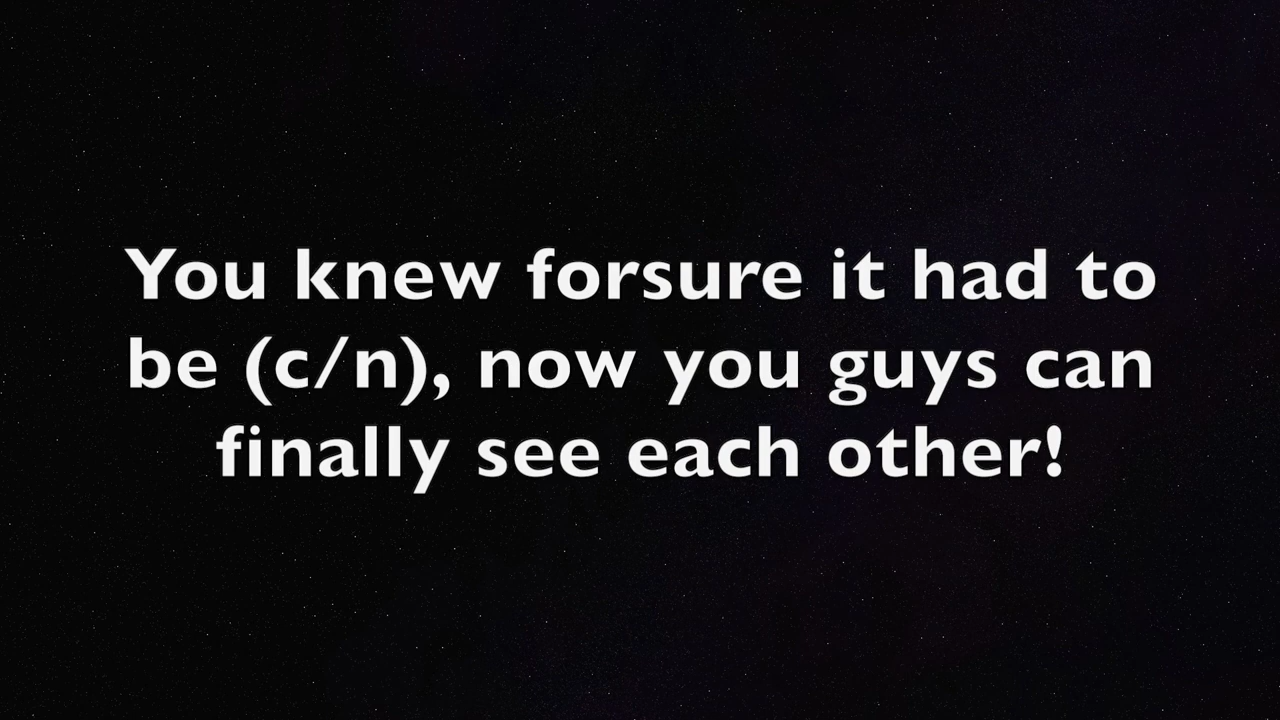 You knew forsure it had to
be (c/n), now you guys can
finally see each other!